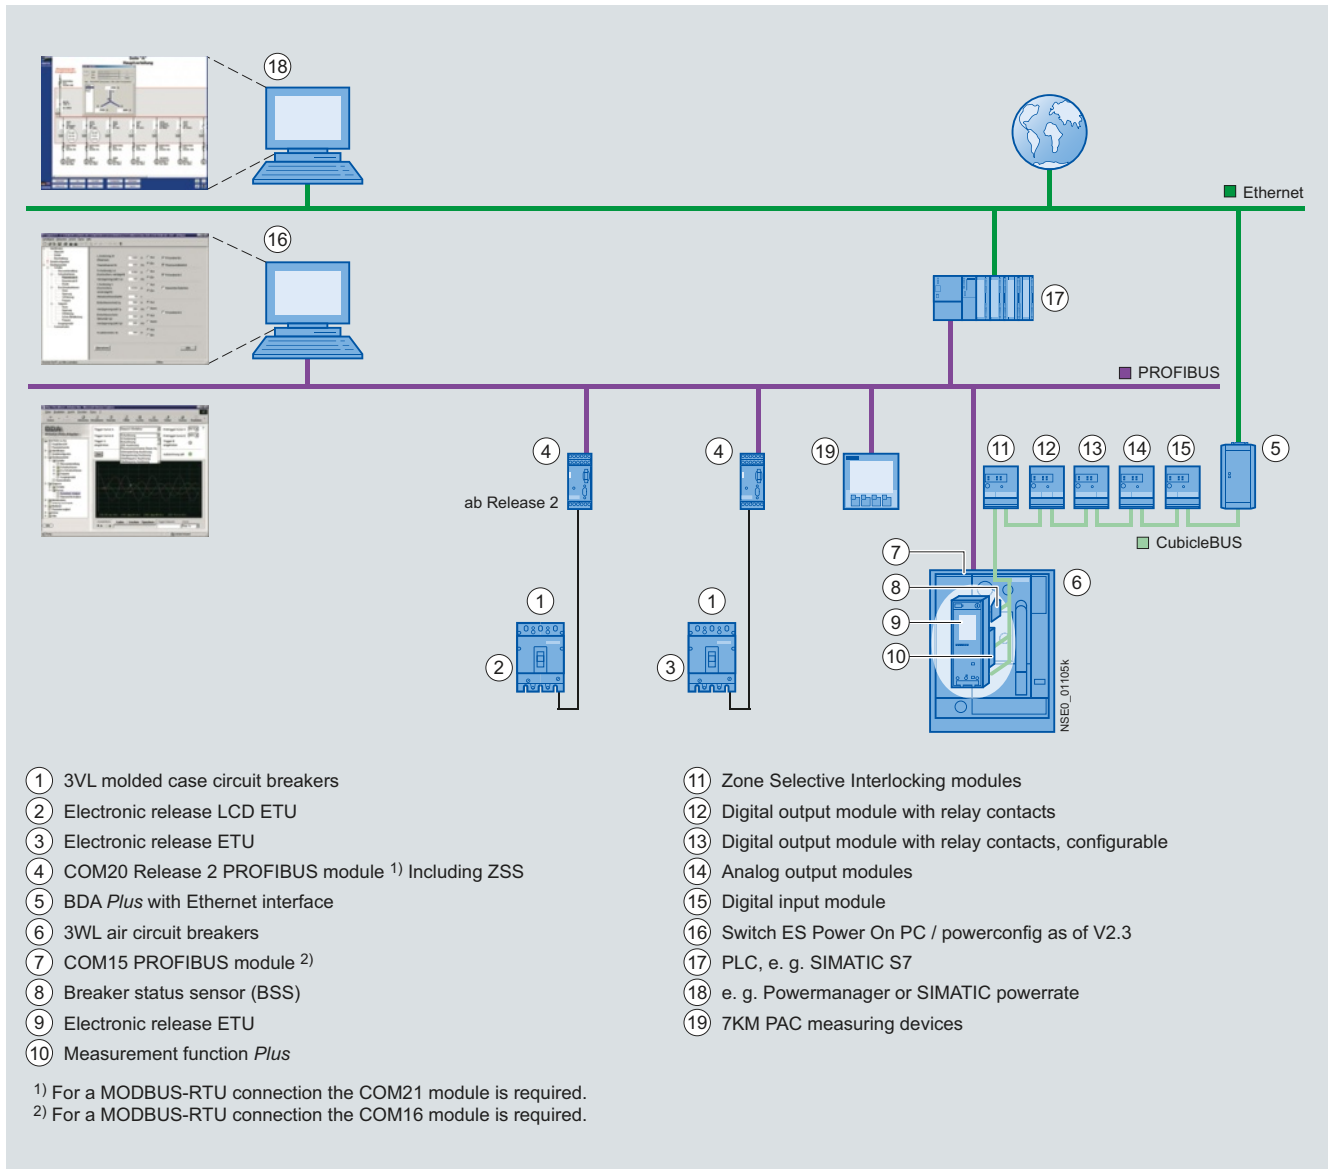 18
Ethernet
16
17
PROFIBUS
4
4
19
11
12
13
14
15
5
ab Release 2
CubicleBUS
7
6
8
1
1
9
10
2
3
NSE0_01105k
1 3VL molded case circuit breakers
2 Electronic release LCD ETU
3 Electronic release ETU
4 COM20 Release 2 PROFIBUS module 1) Including ZSS
5 BDA Plus with Ethernet interface
6 3WL air circuit breakers
7 COM15 PROFIBUS module 2)
8 Breaker status sensor (BSS)
9 Electronic release ETU
10 Measurement function Plus
11 Zone Selective Interlocking modules
12 Digital output module with relay contacts
13 Digital output module with relay contacts, configurable
14 Analog output modules
15 Digital input module
16 Switch ES Power On PC / powerconfig as of V2.3
17 PLC, e. g. SIMATIC S7
18 e. g. Powermanager or SIMATIC powerrate
19 7KM PAC measuring devices
1) For a MODBUS-RTU connection the COM21 module is required.
2) For a MODBUS-RTU connection the COM16 module is required.